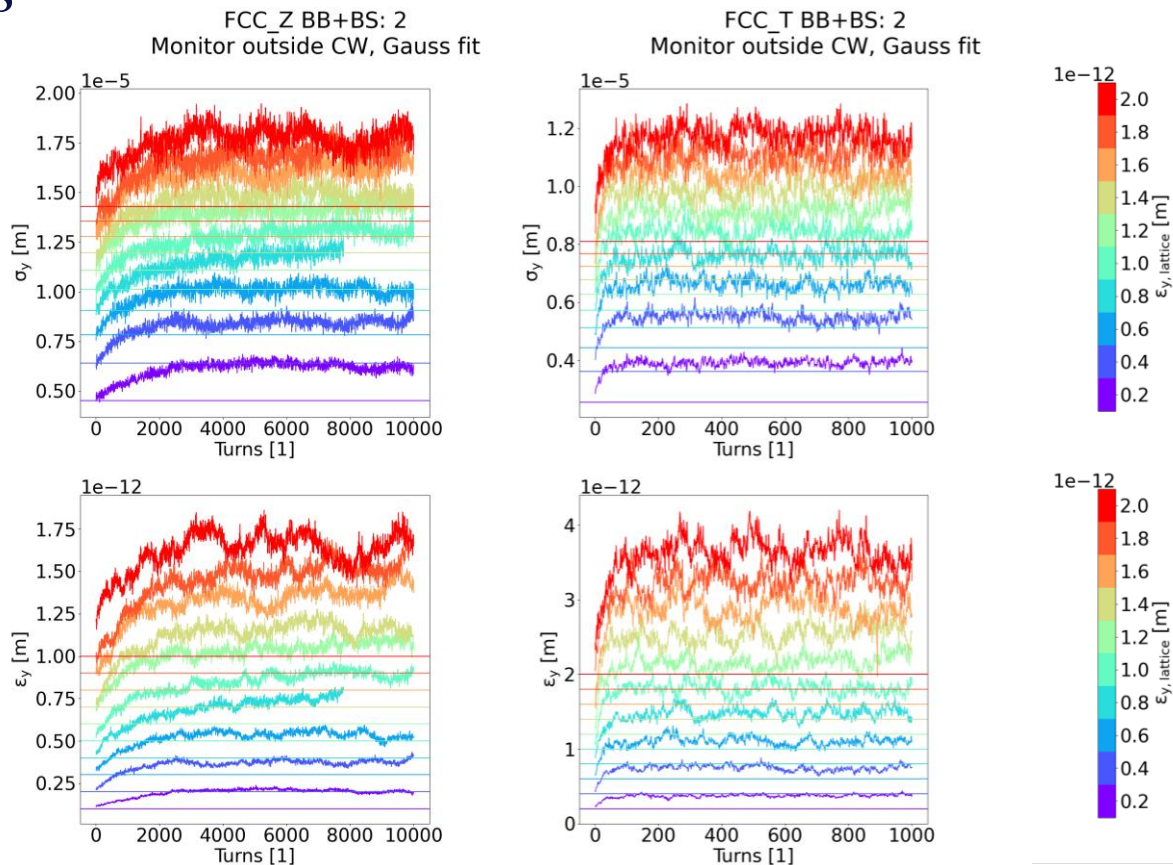 FCC_Z BB+BS: 2
Monitor outside CW, Gauss fit
1e−5
2.00
1.75
1.50
1.25
1.00
0.75
0.50
σy [m]
0 2000 4000 6000 8000 10000
Turns [1]
FCC_T BB+BS: 2
Monitor outside CW, Gauss fit
1e−5
1.2
1.0
0.8
0.6
0.4
σy [m]
0 200 400 600 800 1000
Turns [1]
1e−12
2.0
1.8
1.6
1.4
1.2
1.0
0.8
0.6
0.4
0.2
εy, lattice [m]
1e−12
1.75
1.50
1.25
1.00
0.75
0.50
0.25
εy [m]
0 2000 4000 6000 8000 10000
Turns [1]
1e−12
4
3
2
1
0
εy [m]
0 200 400 600 800 1000
Turns [1]
1e−12
2.0
1.8
1.6
1.4
1.2
1.0
0.8
0.6
0.4
0.2
εy, lattice [m]